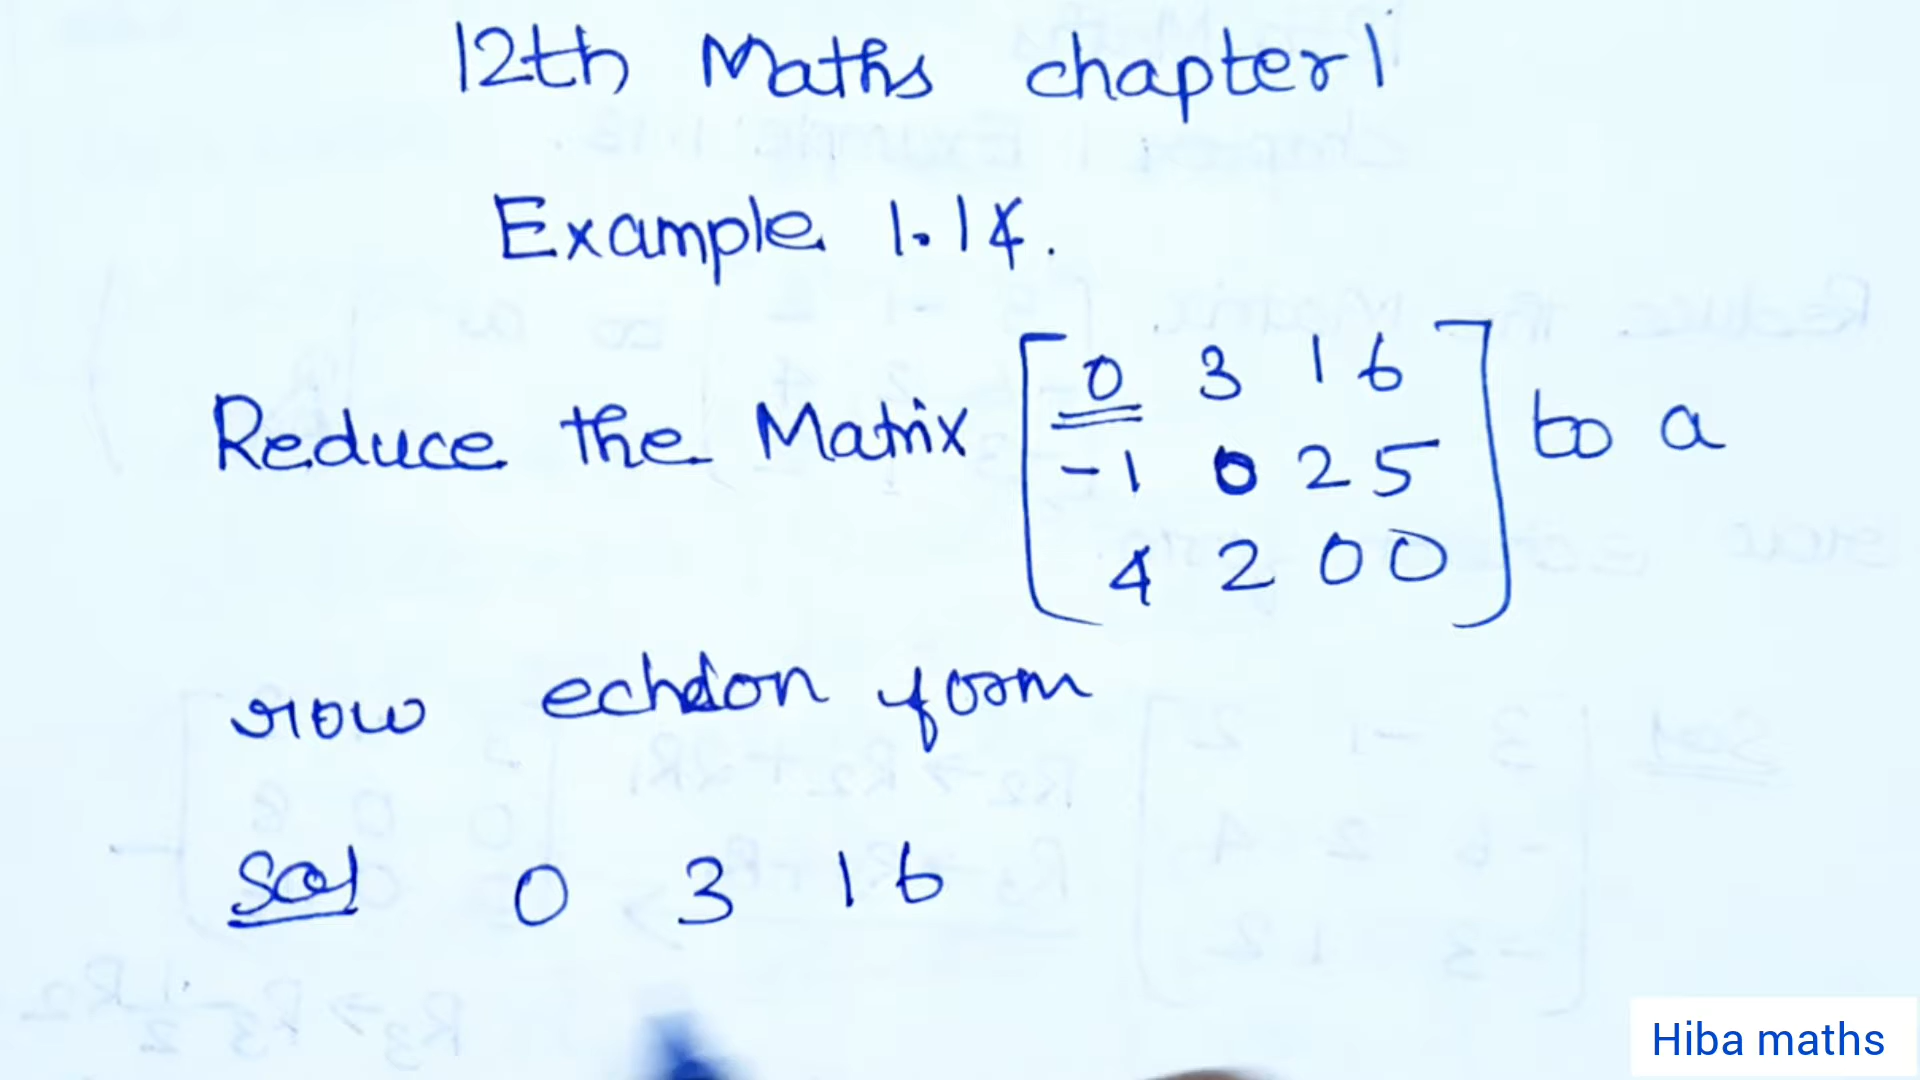 12th Maths chapter 1
Example 1.14.
Reduce the Matrix [0 3 1 6
-1 0 2 5
4 2 0 0] to a
row echelon form
Sol 0 3 1 6
Hiba maths